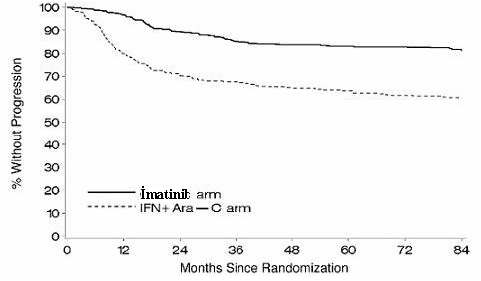 100
90
80
70
60
50
40
30
20
10
0
% Without Progression
İmatinib arm
IFN+ Ara — C arm
0 12 24 36 48 60 72 84
Months Since Randomization